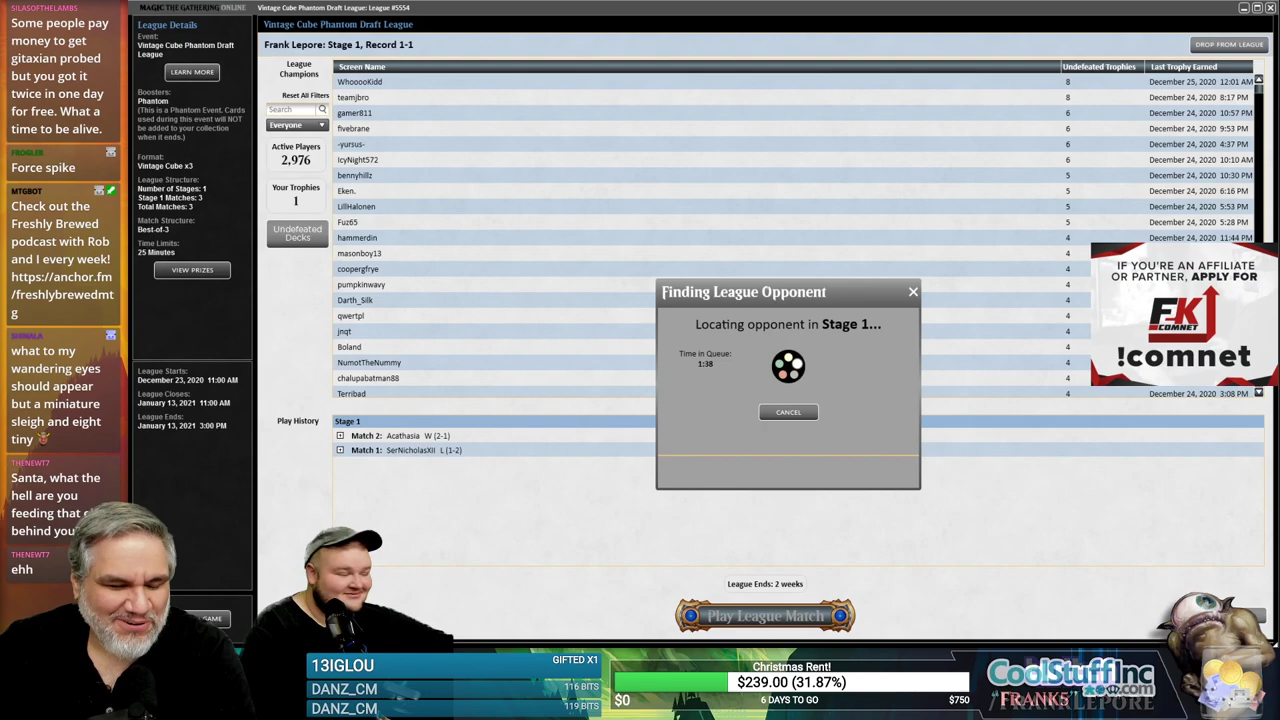 SILASOFTHELAMBS
Some people pay
money to get
gitaxian probed
but you got it
twice in one day
for free. What a
time to be alive.
FROGLER
Force spike
MTGBOT
Check out the
Freshly Brewed
podcast with Rob
and I every week!
https://anchor.fm
/freshlybrewedmt
g
SHIVALA
what to my
wandering eyes
should appear
but a miniature
sleigh and eight
tiny
THENEWT7
Santa, what the
hell are you
feeding that
behind you
THENEWT7
ehh
MAGIC THE GATHERING ONLINE
Vintage Cube Phantom Draft League: League #5554
League Details
Event:
Vintage Cube Phantom Draft
League
LEARN MORE
Boosters:
Phantom
(This is a Phantom Event. Cards
used during this event will NOT
be added to your collection
when it ends.)
Format:
Vintage Cube x3
League Structure:
Number of Stages: 1
Stage 1 Matches: 3
Total Matches: 3
Match Structure:
Best-of-3
Time Limits:
25 Minutes
VIEW PRIZES
League Starts:
December 23, 2020 11:00 AM
League Closes:
January 13, 2021 11:00 AM
League Ends:
January 13, 2021 3:00 PM
GAME
Vintage Cube Phantom Draft League
Frank Lepore: Stage 1, Record 1-1
DROP FROM LEAGUE
League
Champions
Reset All Filters
Search
Everyone
Active Players
2,976
Your Trophies
1
Undefeated
Decks
Screen Name Undefeated Trophies Last Trophy Earned
WhooooKidd 8 December 25, 2020 12:01 AM
teamjbro 8 December 24, 2020 8:17 PM
gamer811 6 December 24, 2020 10:57 PM
fivebrane 6 December 24, 2020 9:53 PM
-yursus- 6 December 24, 2020 4:37 PM
IcyNight572 6 December 24, 2020 10:10 AM
bennyhillz 5 December 24, 2020 10:30 PM
Eken. 5 December 24, 2020 6:16 PM
LillHalonen 5 December 24, 2020 5:53 PM
Fuz65 5 December 24, 2020 5:28 PM
hammerdin 4 December 24, 2020 11:44 PM
masonboy13 4
coopergfrye 4
pumpkinwavy 4
Darth_Silk 4
qwertpl 4
jnqt 4
Boland 4
NumotTheNummy 4
chalupabatman88 4
Terribad 4 December 24, 2020 3:08 PM
Finding League Opponent
Locating opponent in Stage 1...
Time in Queue:
1:38
CANCEL
IF YOU'RE AN AFFILIATE
OR PARTNER, APPLY FOR
COMNET
!comnet
Play History
Stage 1
Match 2: Acathasia W (2-1)
Match 1: SerNicholasXII L (1-2)
League Ends: 2 weeks
Play League Match
13IGLOU GIFTED X1
DANZ_CM 116 BITS
DANZ_CM 119 BITS
Christmas Rent!
$239.00 (31.87%)
$0 6 DAYS TO GO $750
CoolStuffInc
.com
FRANK5
FRANKLEPORE